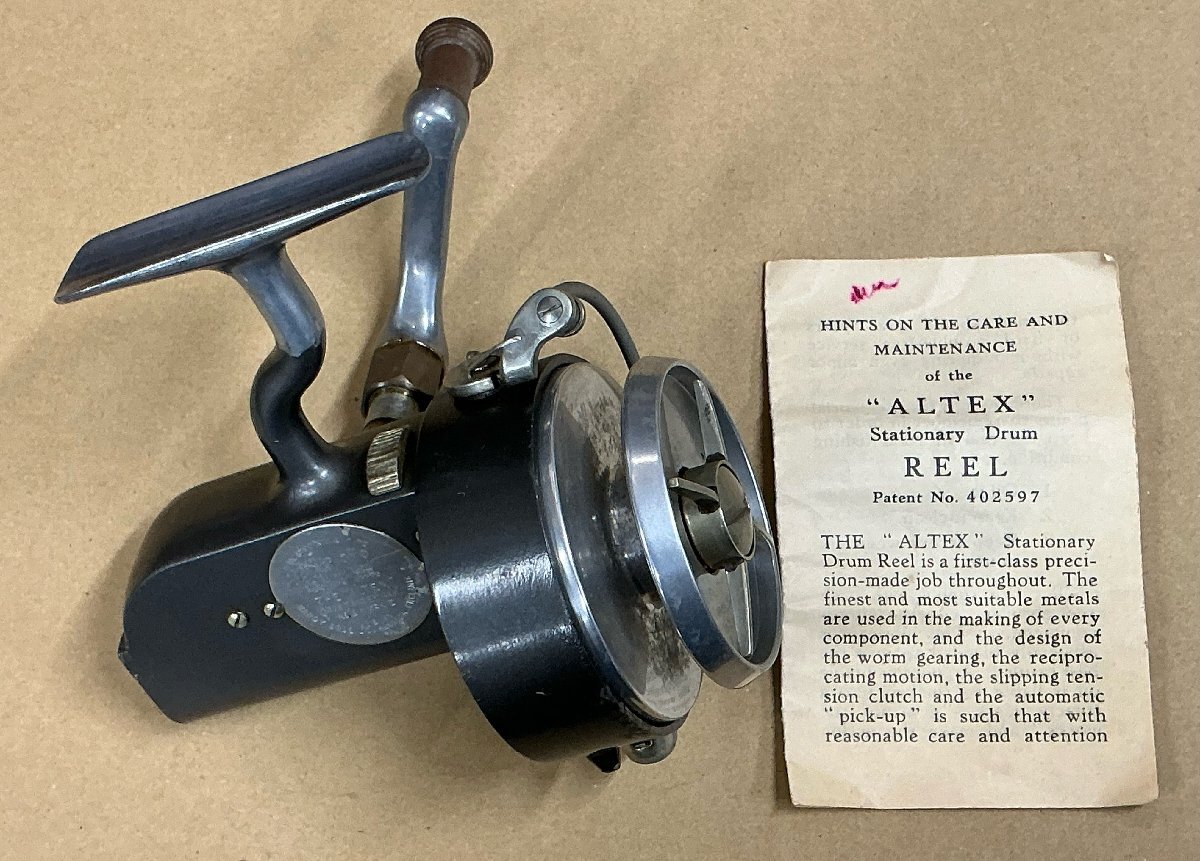 HINTS ON THE CARE AND
MAINTENANCE
of the
"ALTEX"
Stationary Drum
REEL
Patent No. 402597
THE "ALTEX" Stationary
Drum Reel is a first-class preci-
sion-made job throughout. The
finest and most suitable metals
are used in the making of every
component, and the design of
the worm gearing, the recipro-
cating motion, the slipping ten-
sion clutch and the automatic
"pick-up" is such that with
reasonable care and attention